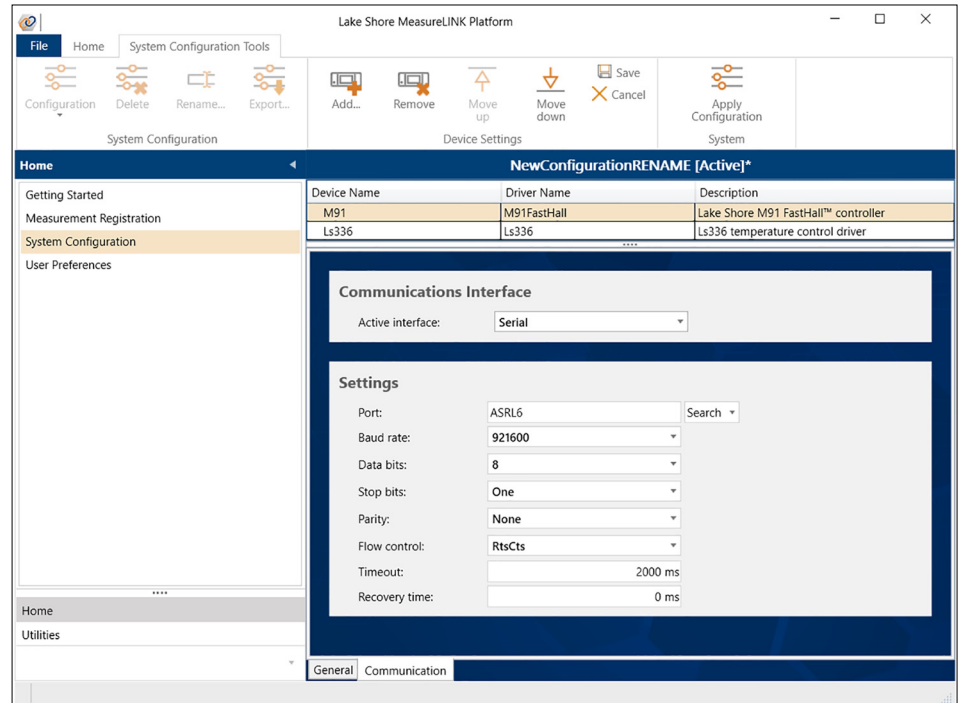 Lake Shore MeasureLINK Platform
File Home System Configuration Tools
Configuration Delete Rename... Export... Add... Remove Move up Move down Save Cancel Apply Configuration
System Configuration Device Settings System
Home NewConfigurationRENAME [Active]*
Getting Started
Measurement Registration
System Configuration
User Preferences
Device Name Driver Name Description
M91 M91FastHall Lake Shore M91 FastHall™ controller
Ls336 Ls336 Ls336 temperature control driver
Communications Interface
Active interface: Serial
Settings
Port: ASRL6 Search
Baud rate: 921600
Data bits: 8
Stop bits: One
Parity: None
Flow control: RtsCts
Timeout: 2000 ms
Recovery time: 0 ms
Home
Utilities
General Communication